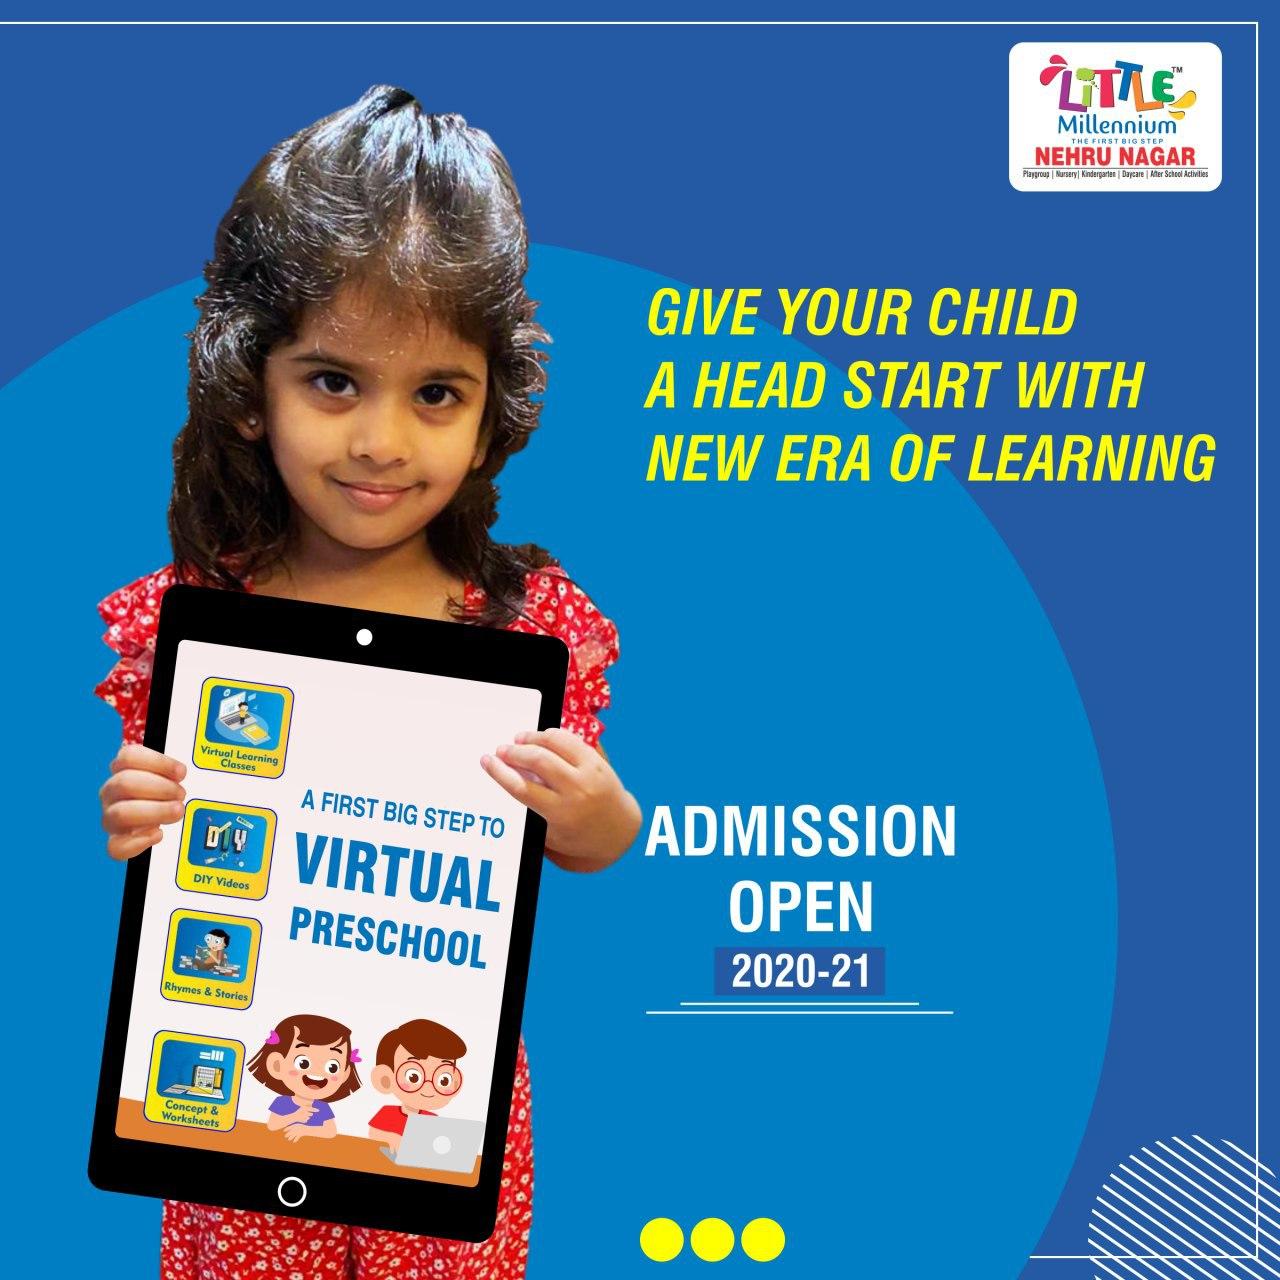 LiTTLE™
Millennium
THE FIRST BIG STEP
NEHRU NAGAR
Playgroup | Nursery| Kindergarten | Daycare | After School Activities
GIVE YOUR CHILD
A HEAD START WITH
NEW ERA OF LEARNING
Virtual Learning
Classes
DIY
DIY Videos
Rhymes & Stories
Concept &
Worksheets
A FIRST BIG STEP TO
VIRTUAL
PRESCHOOL
ADMISSION
OPEN
2020-21